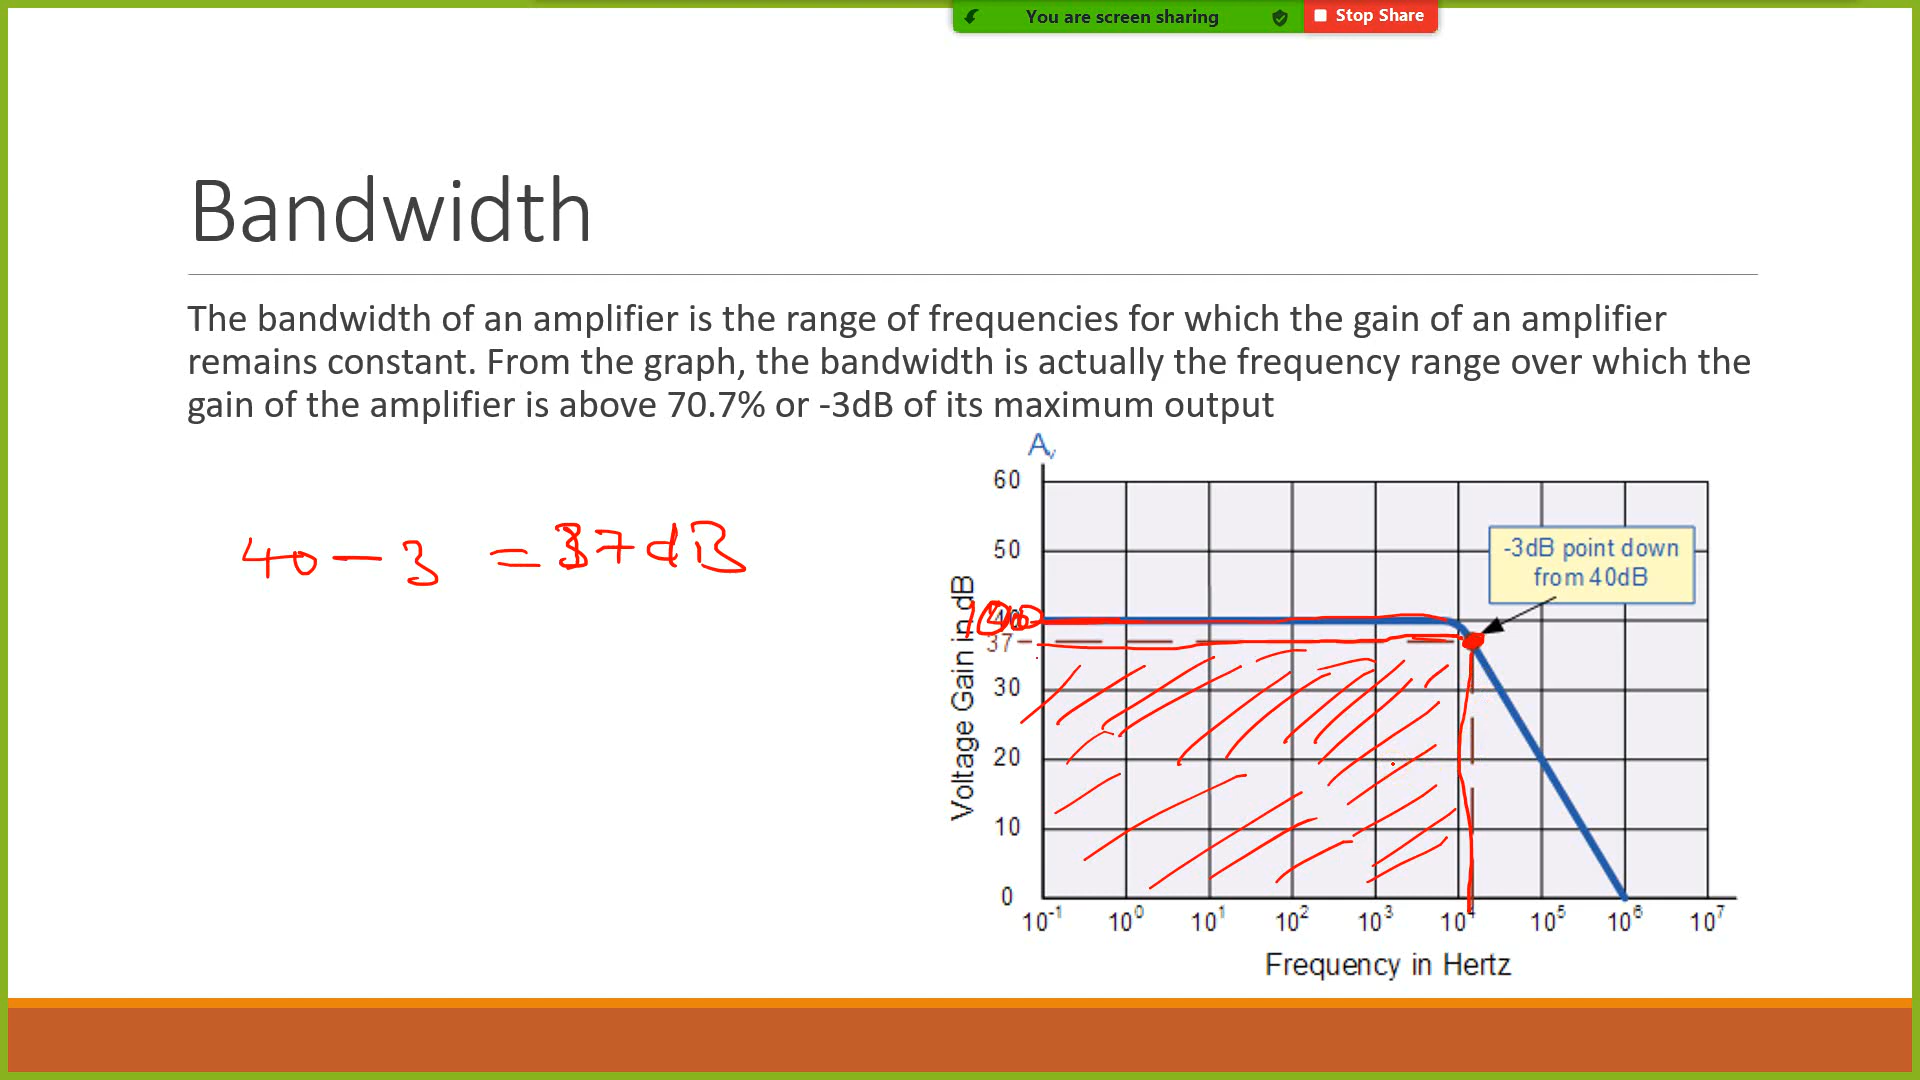 You are screen sharing
Stop Share
Bandwidth
The bandwidth of an amplifier is the range of frequencies for which the gain of an amplifier
remains constant. From the graph, the bandwidth is actually the frequency range over which the
gain of the amplifier is above 70.7% or -3dB of its maximum output
40 - 3 = 37dB
Av
60
50
-3dB point down
from 40dB
100
37
30
20
10
0
Voltage Gain in dB
10-1 100 101 102 103 104 105 106 107
Frequency in Hertz